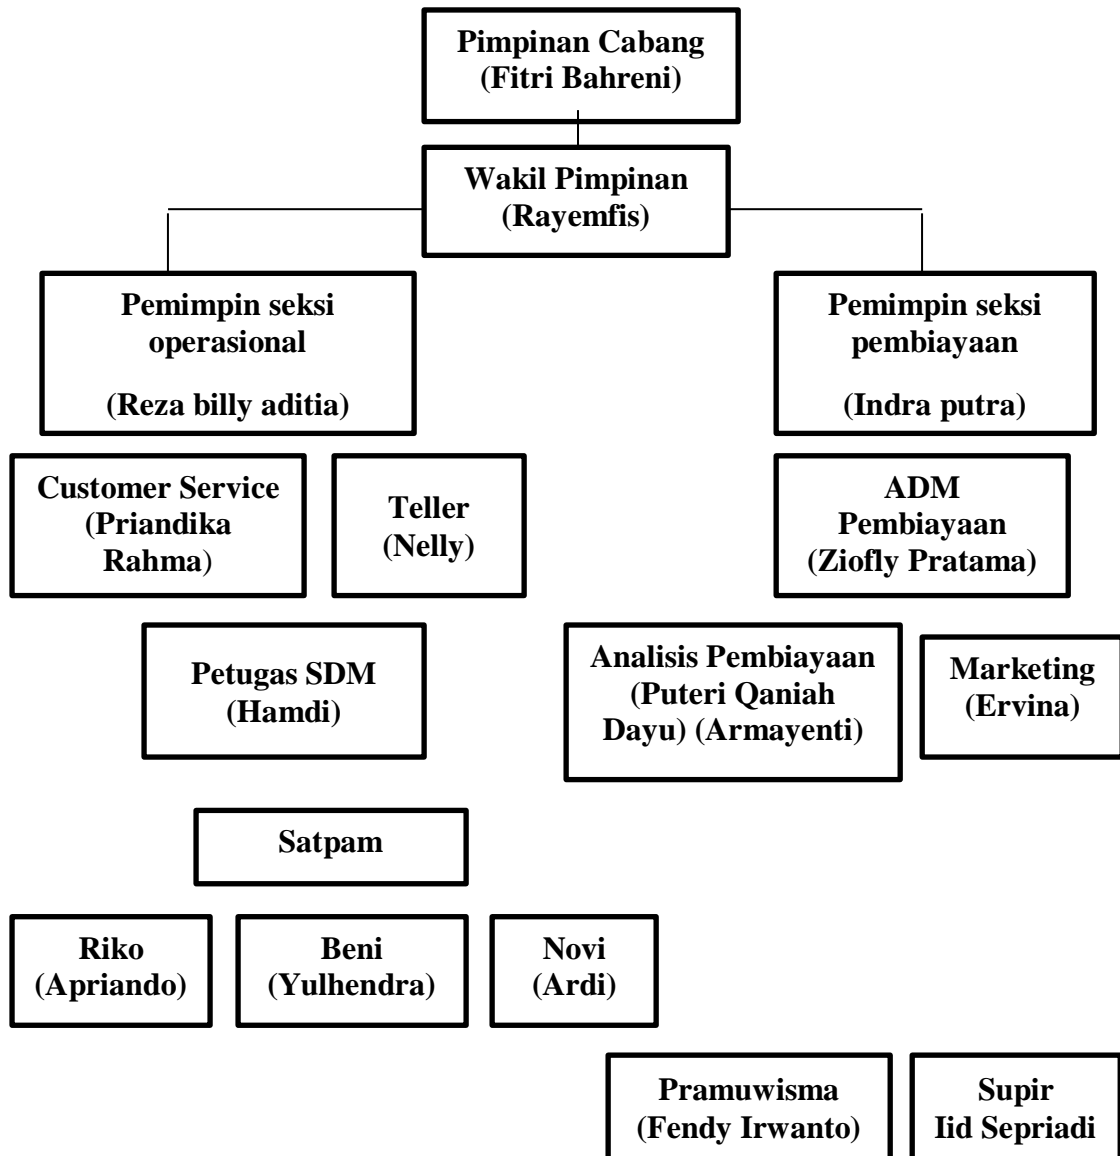 Pimpinan Cabang
(Fitri Bahreni)
Wakil Pimpinan
(Rayemfis)
Pemimpin seksi
operasional
(Reza billy aditia)
Pemimpin seksi
pembiayaan
(Indra putra)
Customer Service
(Priandika
Rahma)
Teller
(Nelly)
ADM
Pembiayaan
(Ziofly Pratama)
Petugas SDM
(Hamdi)
Analisis Pembiayaan
(Puteri Qaniah
Dayu) (Armayenti)
Marketing
(Ervina)
Satpam
Riko
(Apriando)
Beni
(Yulhendra)
Novi
(Ardi)
Pramuwisma
(Fendy Irwanto)
Supir
Iid Sepriadi